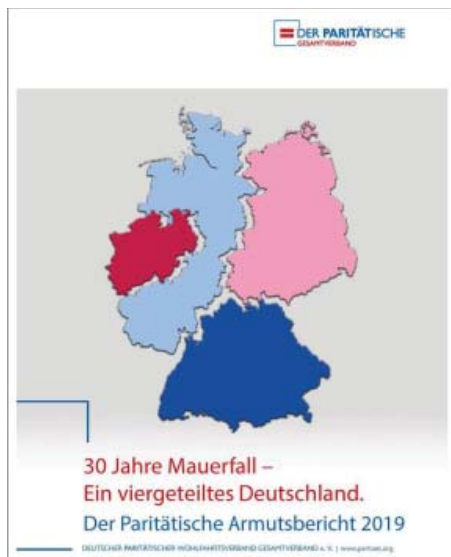 DER PARITÄTISCHE
GESAMTVERBAND
30 Jahre Mauerfall –
Ein viergeteiltes Deutschland.
Der Paritätische Armutsbericht 2019
DEUTSCHER PARITÄTISCHER WOHLFAHRTSVERBAND GESAMTVERBAND e. V. | www.paritaet.org